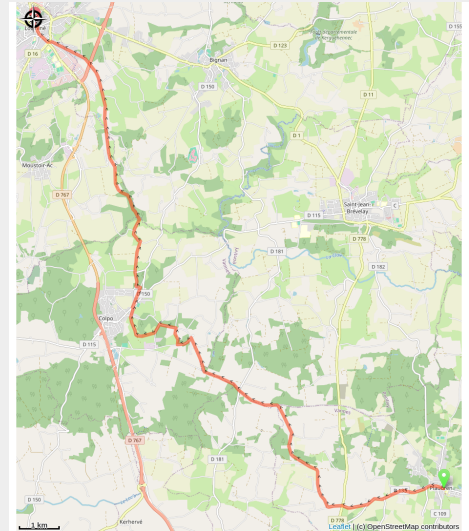 D 155
D 16
D 123
Bignan
D 150
D 11
D 1
Moustoir-Ac
D 767
Saint-Jean-
Brévelay
C
D 115
D 778
D 181
D 182
150
Colpo
D 115
D 767
D 181
D 150
Kerhervé
D 778
C 109
1 km
Leaflet | (c) OpenStreetMap contributors